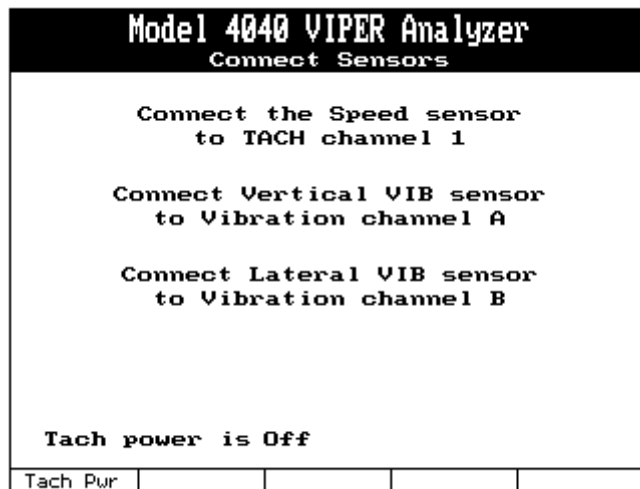 Model 4040 VIPER Analyzer
Connect Sensors
Connect the Speed sensor
to TACH channel 1
Connect Vertical VIB sensor
to Vibration channel A
Connect Lateral VIB sensor
to Vibration channel B
Tach power is Off
Tach Pwr